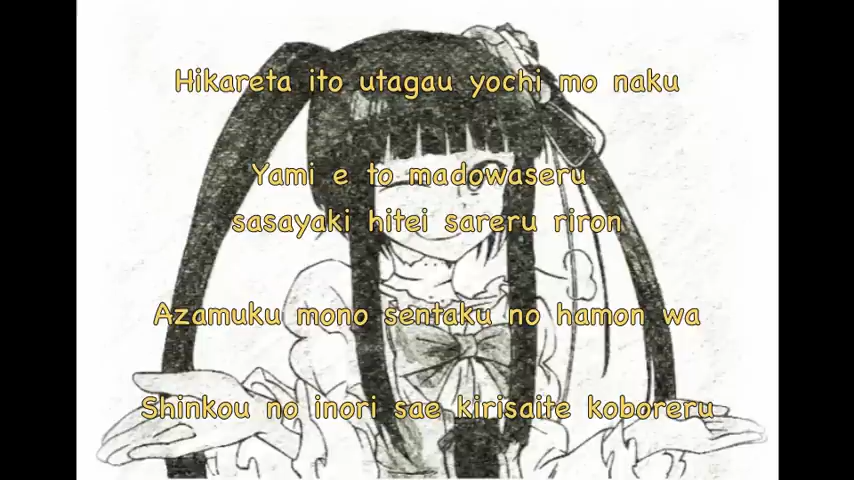 Hikareta ito utagau yochi mo naku
Yami e to madowaseru
sasayaki hitei sareru riron
Azamuku mono sentaku no hamon wa
Shinkou no inori sae kirisaite koboreru